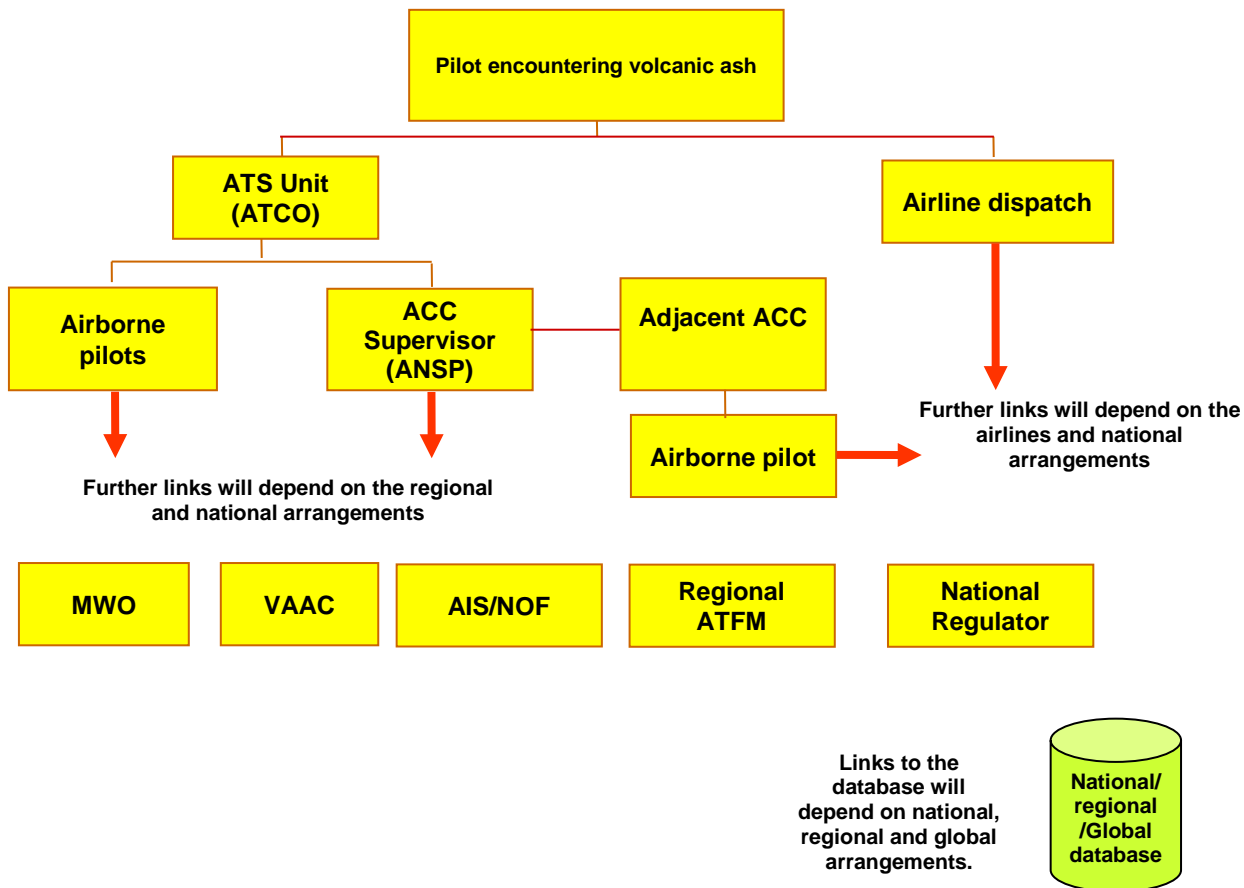 Pilot encountering volcanic ash
ATS Unit
(ATCO)
Airline dispatch
Airborne
pilots
ACC
Supervisor
(ANSP)
Adjacent ACC
Airborne pilot
Further links will depend on the
airlines and national
arrangements
Further links will depend on the regional
and national arrangements
MWO
VAAC
AIS/NOF
Regional
ATFM
National
Regulator
Links to the
database will
depend on national,
regional and global
arrangements.
National/
regional
/Global
database